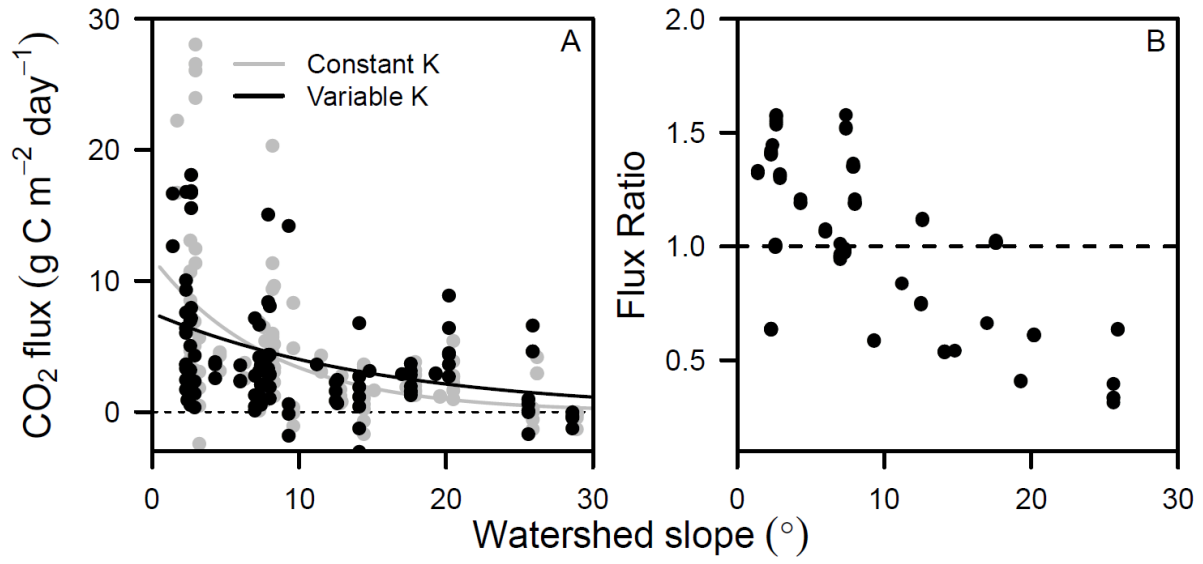 A
CO₂ flux (g C m⁻² day⁻¹)
30
20
10
0
Constant K
Variable K
0 10 20 30
B
Flux Ratio
2.0
1.5
1.0
0.5
0 10 20 30
Watershed slope (°)